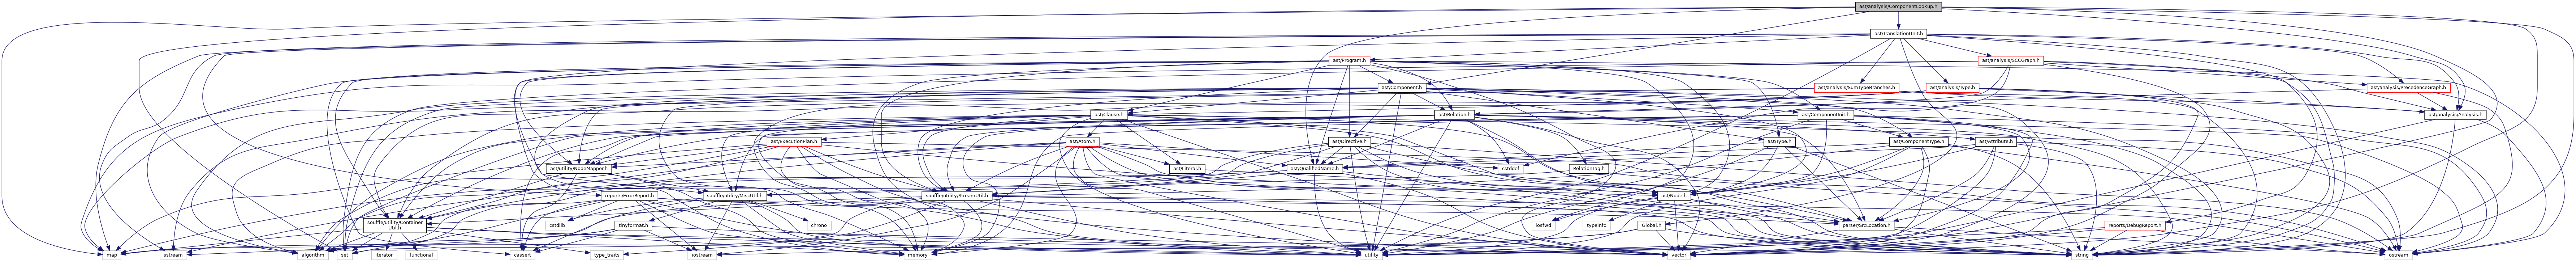 ast/analysis/ComponentLookup.h
ast/TranslationUnit.h
ast/Program.h
ast/analysis/SCCGraph.h
ast/Component.h
ast/analysis/SumTypeBranches.h
ast/analysis/Type.h
ast/analysis/PrecedenceGraph.h
ast/Clause.h
ast/Relation.h
ast/ComponentInit.h
ast/analysis/Analysis.h
ast/ExecutionPlan.h
ast/Atom.h
ast/Directive.h
ast/Type.h
ast/ComponentType.h
ast/Attribute.h
ast/utility/NodeMapper.h
ast/Literal.h
ast/QualifiedName.h
cstddef
RelationTag.h
reports/ErrorReport.h
souffle/utility/MiscUtil.h
souffle/utility/StreamUtil.h
ast/Node.h
souffle/utility/Container
Util.h
cstdlib
tinyformat.h
chrono
iosfwd
typeinfo
Global.h
parser/SrcLocation.h
reports/DebugReport.h
map
sstream
algorithm
set
iterator
functional
cassert
type_traits
iostream
memory
utility
vector
string
ostream